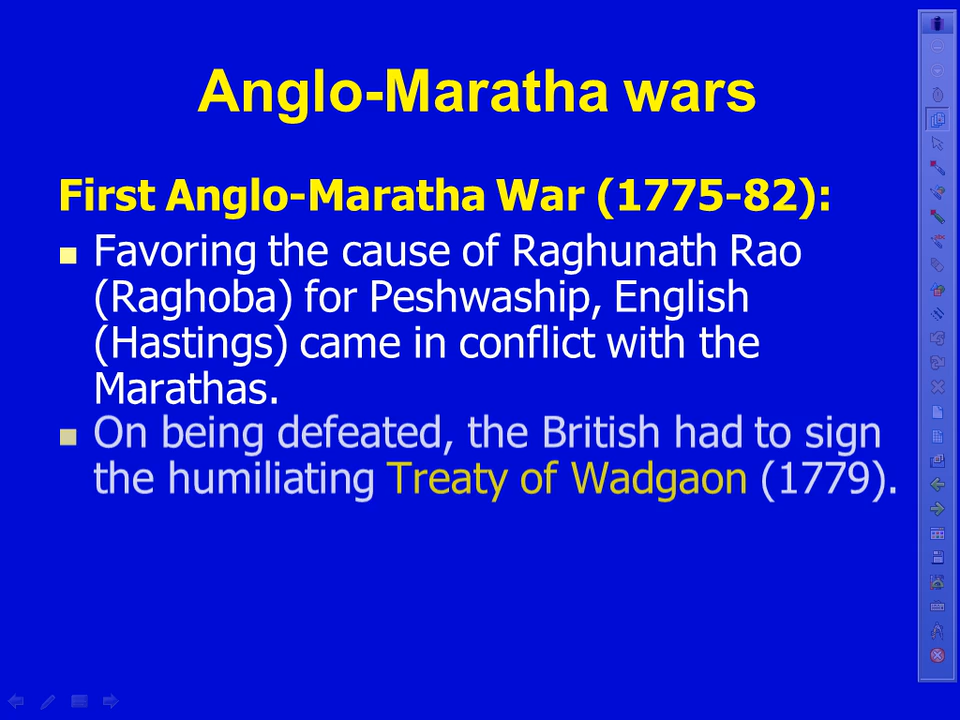 Anglo-Maratha wars
First Anglo-Maratha War (1775-82):
Favoring the cause of Raghunath Rao
(Raghoba) for Peshwaship, English
(Hastings) came in conflict with the
Marathas.
On being defeated, the British had to sign
the humiliating Treaty of Wadgaon (1779).